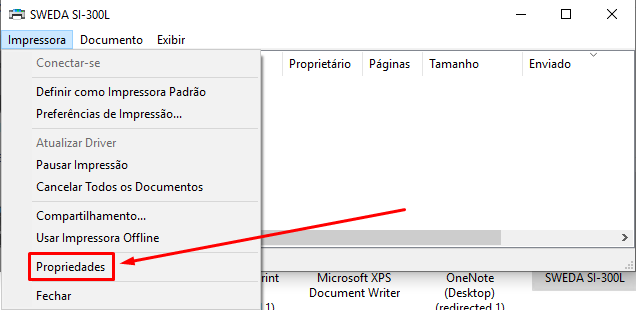 SWEDA SI-300L
Impressora Documento Exibir
Conectar-se
Proprietário Páginas Tamanho Enviado
Definir como Impressora Padrão
Preferências de Impressão...
Atualizar Driver
Pausar Impressão
Cancelar Todos os Documentos
Compartilhamento...
Usar Impressora Offline
Propriedades
Fechar
int
1)
Microsoft XPS
Document Writer
OneNote
(Desktop)
(redirected 1)
SWEDA SI-300L